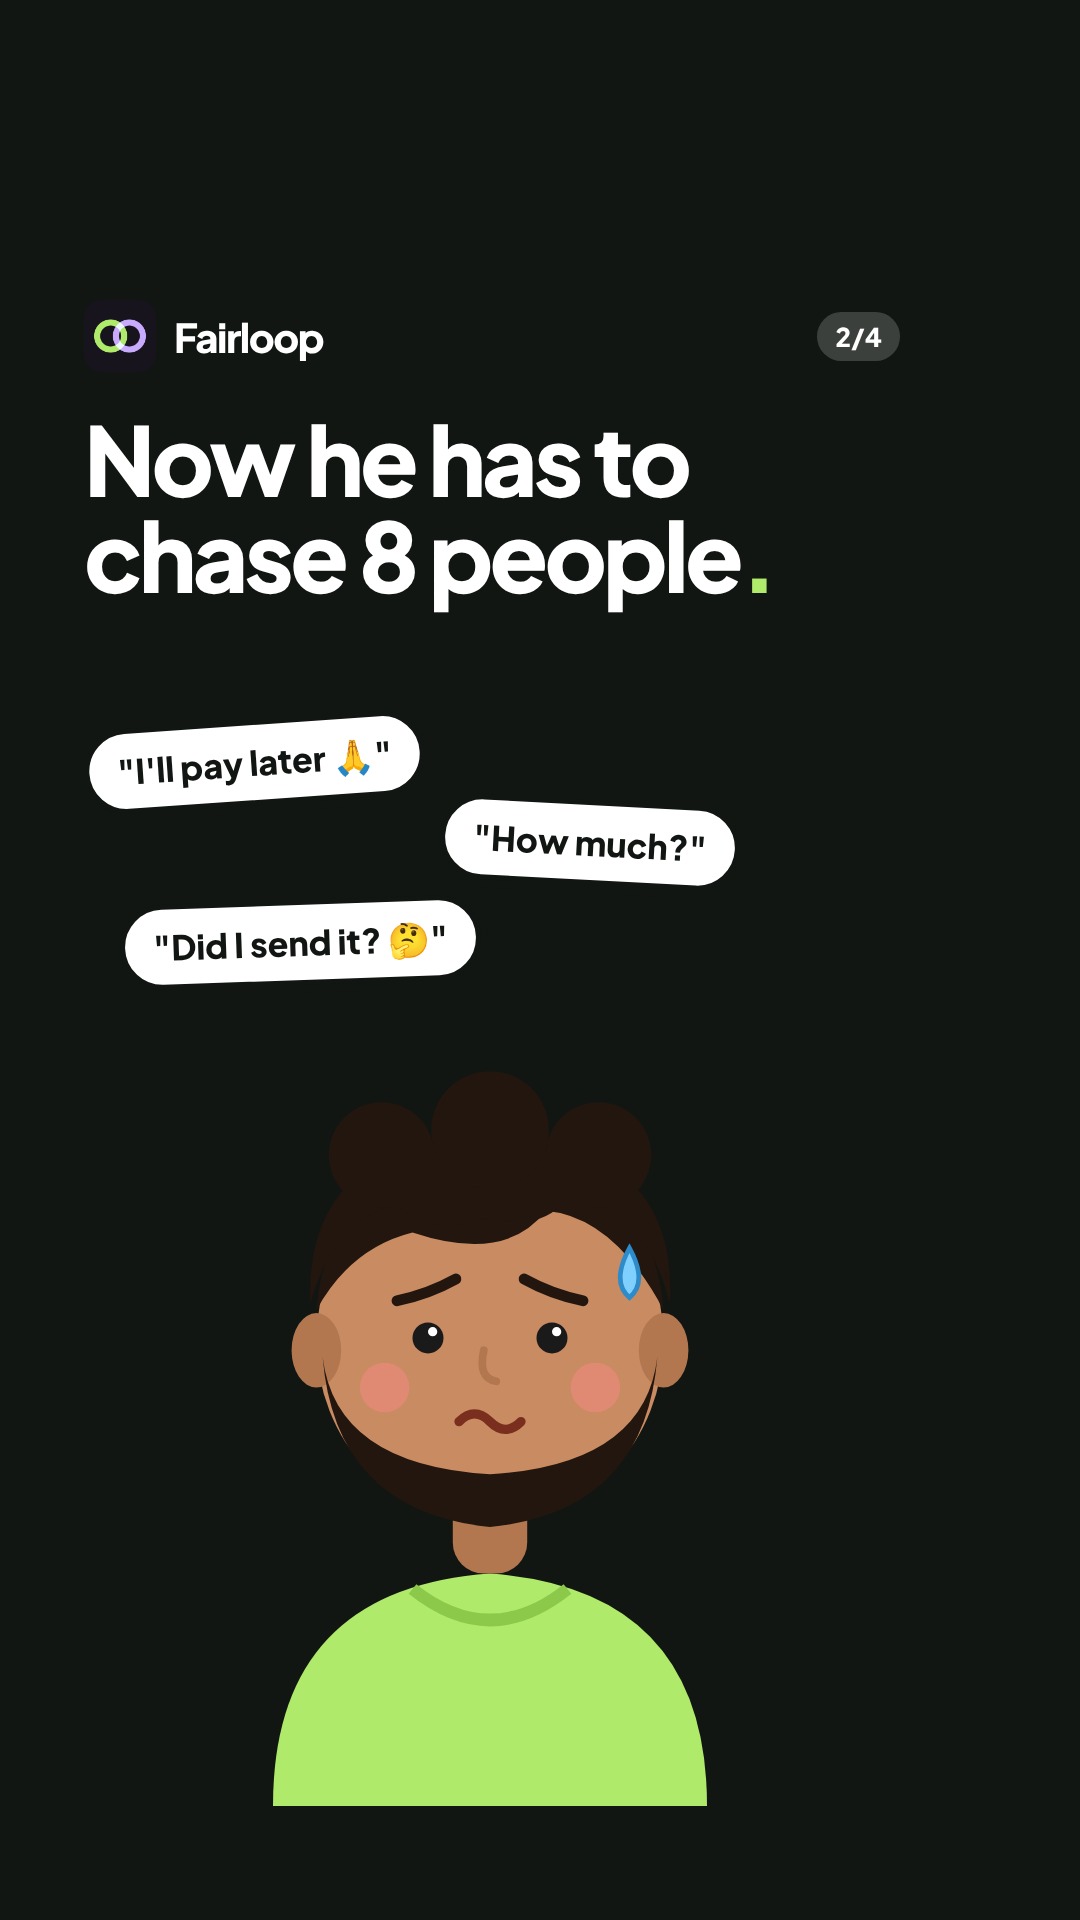 Fairloop
2/4
Now he has to
chase 8 people.
"I'll pay later 🙏"
"How much?"
"Did I send it? 🤔"